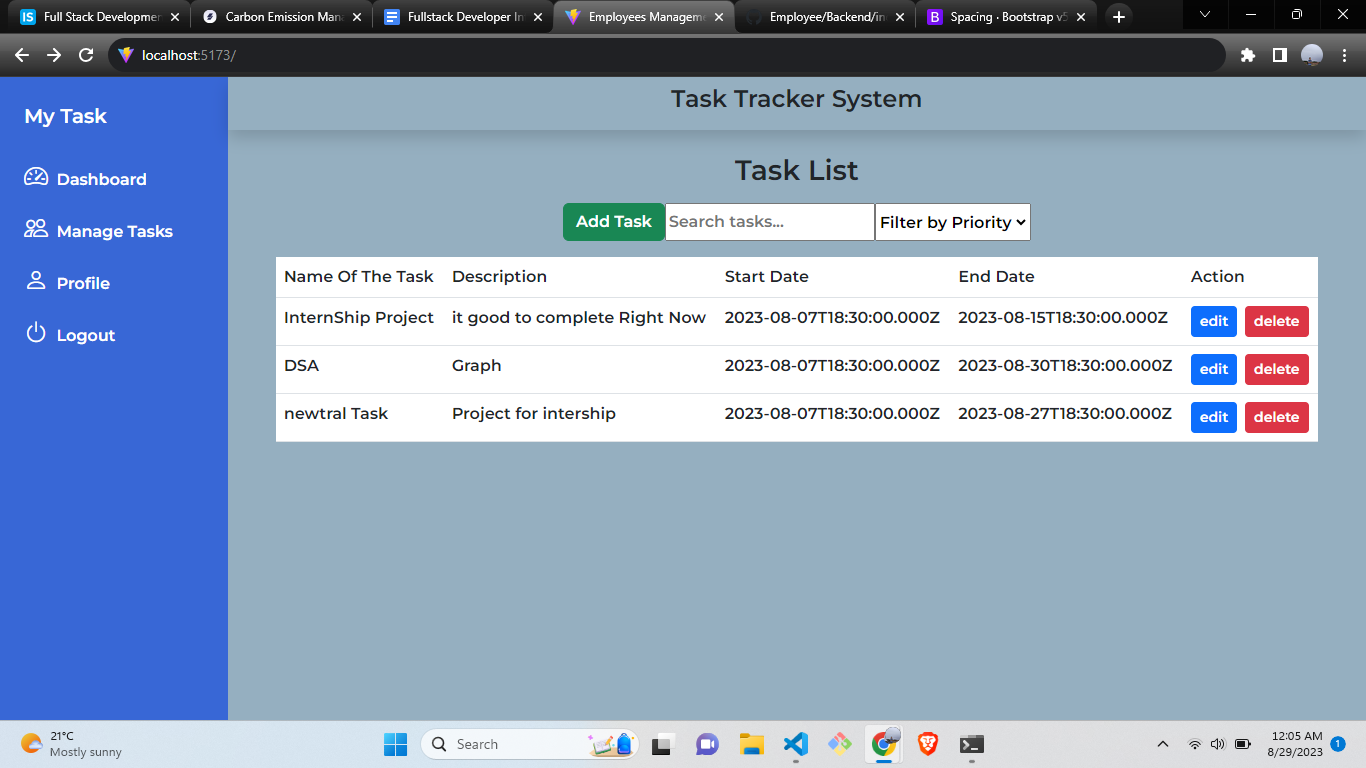 Full Stack Developmen
Carbon Emission Man
Fullstack Developer In
Employees Manageme
Employee/Backend/in
Spacing · Bootstrap v5
localhost:5173/
My Task
Dashboard
Manage Tasks
Profile
Logout
Task Tracker System
Task List
Add Task Search tasks... Filter by Priority
Name Of The Task Description Start Date End Date Action
InternShip Project it good to complete Right Now 2023-08-07T18:30:00.000Z 2023-08-15T18:30:00.000Z edit delete
DSA Graph 2023-08-07T18:30:00.000Z 2023-08-30T18:30:00.000Z edit delete
newtral Task Project for intership 2023-08-07T18:30:00.000Z 2023-08-27T18:30:00.000Z edit delete
21°C
Mostly sunny
Search
12:05 AM
8/29/2023
1